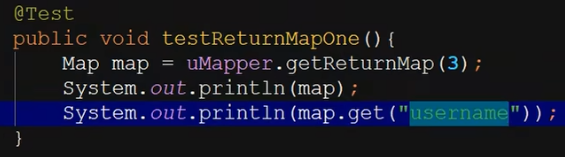 @Test
public void testReturnMapOne(){
Map map = uMapper.getReturnMap(3);
System.out.println(map);
System.out.println(map.get("username"));
}